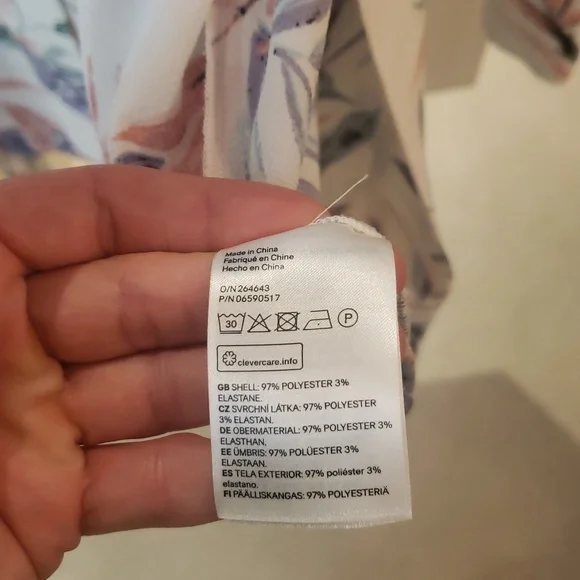 Made in China
Fabriqué en Chine
Hecho en China
O/N 264643
P/N 06590517
30
P
clevercare.info
GB SHELL: 97% POLYESTER 3%
ELASTANE.
CZ SVRCHNÍ LÁTKA: 97% POLYESTER
3% ELASTAN.
DE OBERMATERIAL: 97% POLYESTER 3%
ELASTHAN.
EE ÜMBRIS: 97% POLÜESTER 3%
ELASTAAN.
ES TELA EXTERIOR: 97% poliéster 3%
elastano.
FI PÄÄLLISKANGAS: 97% POLYESTERIÄ